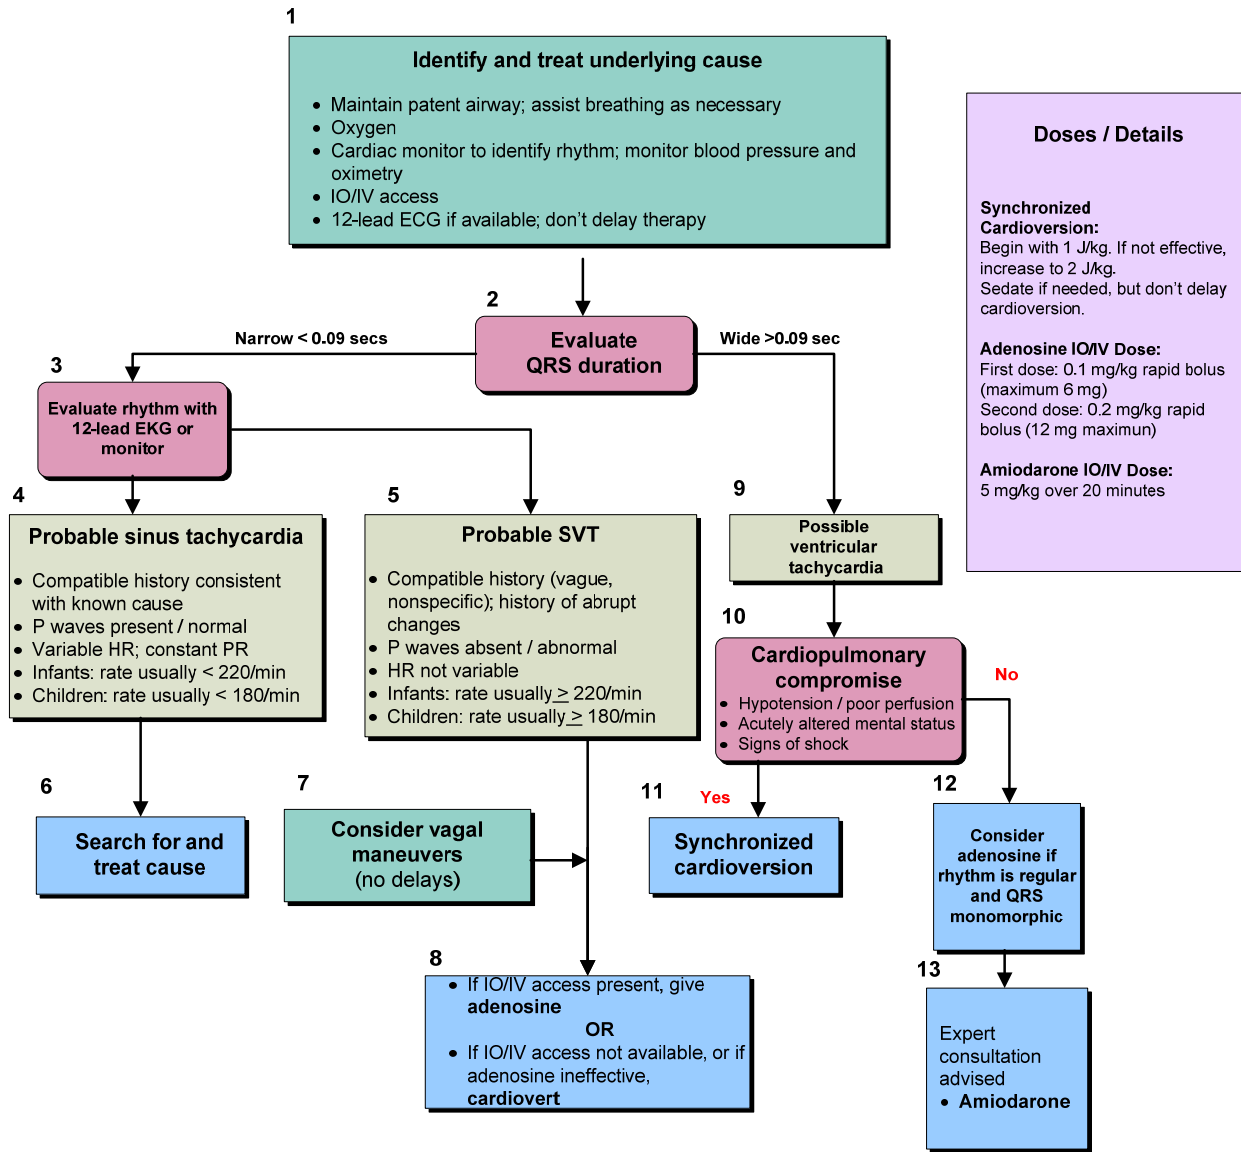 1
Identify and treat underlying cause
• Maintain patent airway; assist breathing as necessary
• Oxygen
• Cardiac monitor to identify rhythm; monitor blood pressure and
oximetry
• IO/IV access
• 12-lead ECG if available; don't delay therapy
Doses / Details
Synchronized
Cardioversion:
Begin with 1 J/kg. If not effective,
increase to 2 J/kg.
Sedate if needed, but don't delay
cardioversion.
Adenosine IO/IV Dose:
First dose: 0.1 mg/kg rapid bolus
(maximum 6 mg)
Second dose: 0.2 mg/kg rapid
bolus (12 mg maximun)
Amiodarone IO/IV Dose:
5 mg/kg over 20 minutes
2
Evaluate
QRS duration
Narrow < 0.09 secs
Wide >0.09 sec
3
Evaluate rhythm with
12-lead EKG or
monitor
4
Probable sinus tachycardia
• Compatible history consistent
with known cause
• P waves present / normal
• Variable HR; constant PR
• Infants: rate usually < 220/min
• Children: rate usually < 180/min
5
Probable SVT
• Compatible history (vague,
nonspecific); history of abrupt
changes
• P waves absent / abnormal
• HR not variable
• Infants: rate usually ≥ 220/min
• Children: rate usually ≥ 180/min
9
Possible
ventricular
tachycardia
10
Cardiopulmonary
compromise
• Hypotension / poor perfusion
• Acutely altered mental status
• Signs of shock
No
Yes
6
Search for and
treat cause
7
Consider vagal
maneuvers
(no delays)
11
Synchronized
cardioversion
12
Consider
adenosine if
rhythm is regular
and QRS
monomorphic
8
• If IO/IV access present, give
adenosine
OR
• If IO/IV access not available, or if
adenosine ineffective,
cardiovert
13
Expert
consultation
advised
• Amiodarone